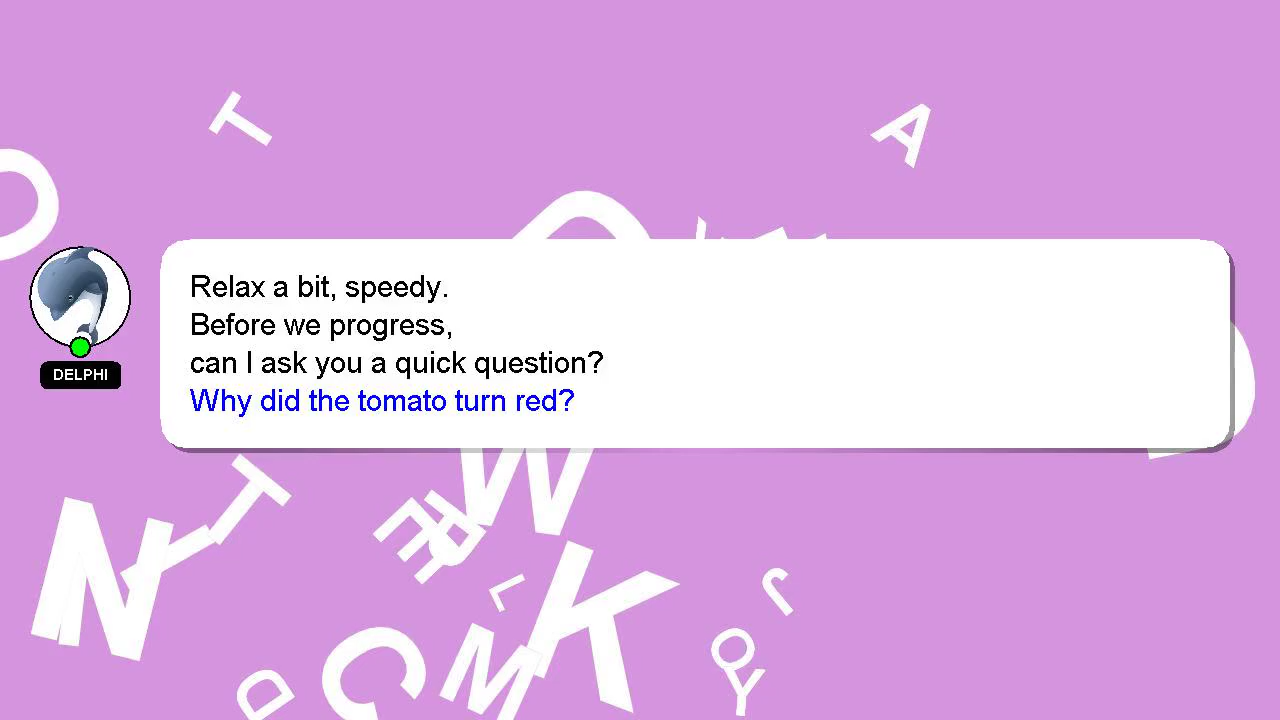 Relax a bit, speedy.
Before we progress,
can I ask you a quick question?
Why did the tomato turn red?
DELPHI
T
A
O
N
T
W
E
R
L
K
J
M
C
D
O
Y